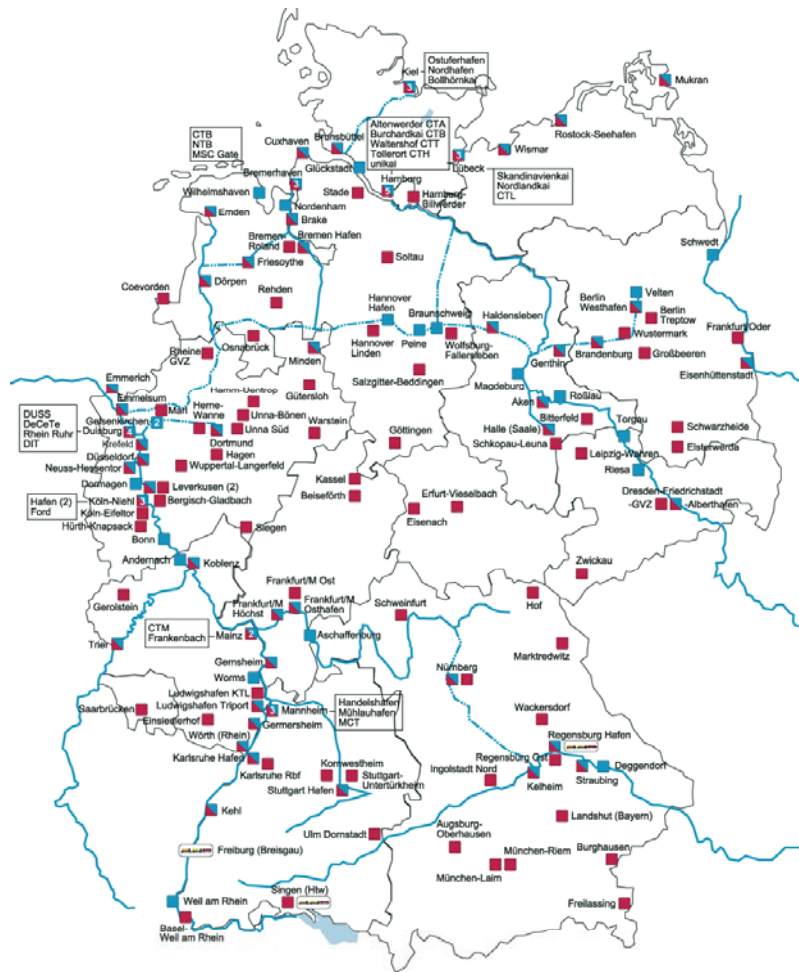 Ostuferhafen
Nordhafen
Bollhörnkai
Kiel
3
Mukran
Altenwerder CTA
Burchardkai CTB
Waltershof CTT
Tollerort CTH
unikai
CTB
NTB
MSC Gate
Brunsbüttel
Rostock-Seehafen
Cuxhaven
Wismar
Glückstadt
3
Lübeck
Skandinavienkai
Nordlandkai
CTL
Bremerhaven
3
Hamburg
5
Wilhelmshaven
Stade
Hamburg-
Billwerder
Nordenham
Emden
Brake
Bremen-
Roland
Bremen Hafen
Schwedt
Friesoythe
Soltau
Dörpen
Coevorden
Rehden
Velten
Berlin
Westhafen
Hannover
Hafen
Braunschweig
Haldensleben
Berlin
Treptow
Wustermark
Frankfurt/Oder
Hannover
Linden
Peine
Wolfsburg-
Fallersleben
Osnabrück
Rheine
GVZ
Minden
Genthin
Brandenburg
Großbeeren
Eisenhüttenstadt
Salzgitter-Beddingen
Magdeburg
Emmerich
Gütersloh
Emmelsum
Hamm-Uentrop
Roßlau
Aken
DUSS
DeCeTe
Rhein Ruhr
DIT
Marl
Herne-
Wanne
Unna-Bönen
Gelsenkirchen
2
Bitterfeld
Torgau
Duisburg
4
Unna Süd
Warstein
Halle (Saale)
Schwarzheide
Krefeld
Dortmund
Göttingen
Schkopau-Leuna
Elsterwerda
Düsseldorf
Hagen
Leipzig-Wahren
Neuss-Hessentor
Wuppertal-Langerfeld
Riesa
Dormagen
Kassel
Leverkusen (2)
Hafen (2)
Ford
Köln-Niehl
3
Bergisch-Gladbach
Beiseförth
Erfurt-Vieselbach
Dresden-Friedrichstadt
-GVZ
-Alberthafen
Köln-Eifeltor
Eisenach
Hürth-Knapsack
Siegen
Bonn
Andernach
Koblenz
Zwickau
Frankfurt/M Ost
Gerolstein
Frankfurt/M
Höchst
Frankfurt/M
Osthafen
Schweinfurt
Hof
CTM
Frankenbach
Mainz
2
Aschaffenburg
Trier
Marktredwitz
Gernsheim
Nürnberg
Worms
Ludwigshafen KTL
Saarbrücken
Ludwigshafen Triport
3
Mannheim
Handelshafen
Mühlauhafen
MCT
Einsiedlerhof
Wackersdorf
Germersheim
Regensburg Hafen
Wörth (Rhein)
Karlsruhe Hafen
Regensburg Ost
Karlsruhe Rbf
Kornwestheim
Stuttgart-
Untertürkheim
Ingolstadt Nord
Deggendorf
Stuttgart Hafen
Kelheim
Straubing
Kehl
Landshut (Bayern)
Ulm Dornstadt
Augsburg-
Oberhausen
Freiburg (Breisgau)
München-Riem
Burghausen
München-Laim
Singen (Htw)
Weil am Rhein
Freilassing
Basel-
Weil am Rhein